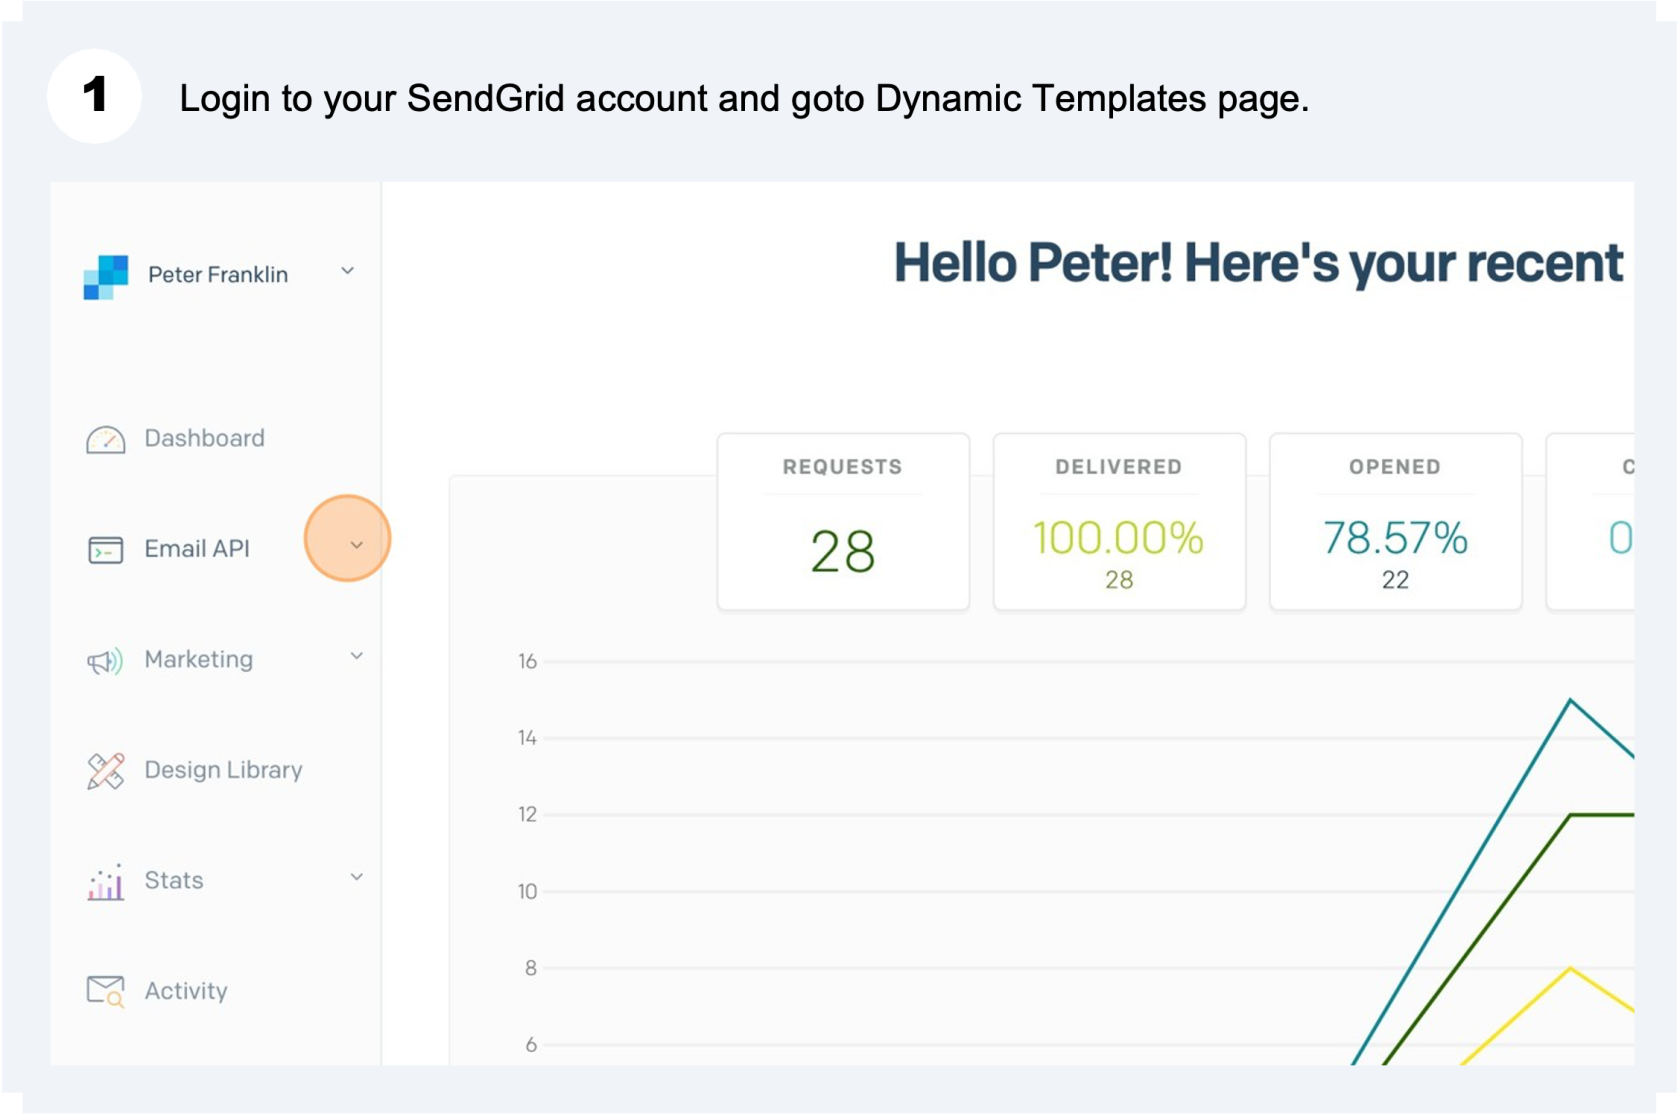 1
Login to your SendGrid account and goto Dynamic Templates page.
Peter Franklin
Hello Peter! Here's your recent
Dashboard
Email API
Marketing
Design Library
Stats
Activity
REQUESTS
28
DELIVERED
100.00%
28
OPENED
78.57%
22
C
0
16
14
12
10
8
6